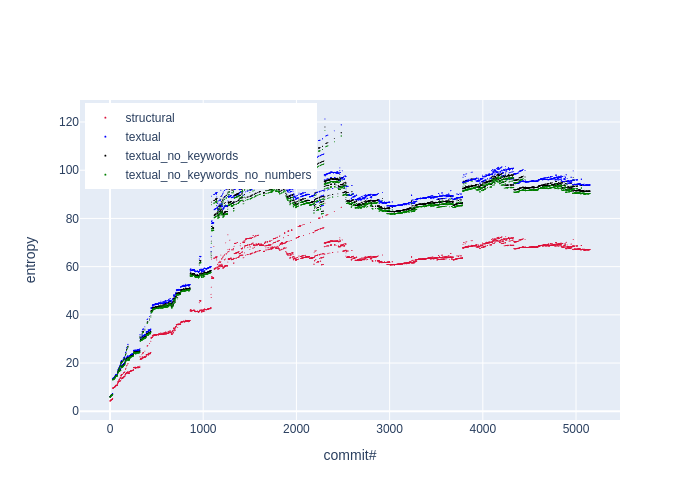 structural
textual
textual_no_keywords
textual_no_keywords_no_numbers
120
100
80
60
40
20
0
entropy
0 1000 2000 3000 4000 5000
commit#